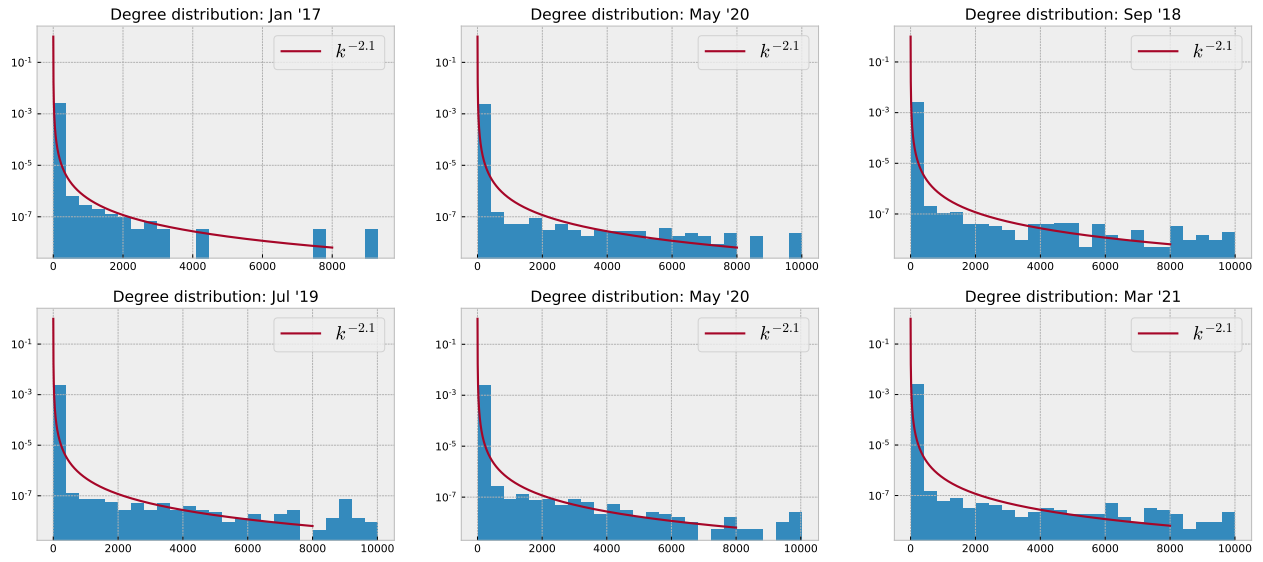 Degree distribution: Jan '17
k^{-2.1}
10^{-1}
10^{-3}
10^{-5}
10^{-7}
0 2000 4000 6000 8000
Degree distribution: May '20
k^{-2.1}
10^{-1}
10^{-3}
10^{-5}
10^{-7}
0 2000 4000 6000 8000 10000
Degree distribution: Sep '18
k^{-2.1}
10^{-1}
10^{-3}
10^{-5}
10^{-7}
0 2000 4000 6000 8000 10000
Degree distribution: Jul '19
k^{-2.1}
10^{-1}
10^{-3}
10^{-5}
10^{-7}
0 2000 4000 6000 8000 10000
Degree distribution: May '20
k^{-2.1}
10^{-1}
10^{-3}
10^{-5}
10^{-7}
0 2000 4000 6000 8000 10000
Degree distribution: Mar '21
k^{-2.1}
10^{-1}
10^{-3}
10^{-5}
10^{-7}
0 2000 4000 6000 8000 10000